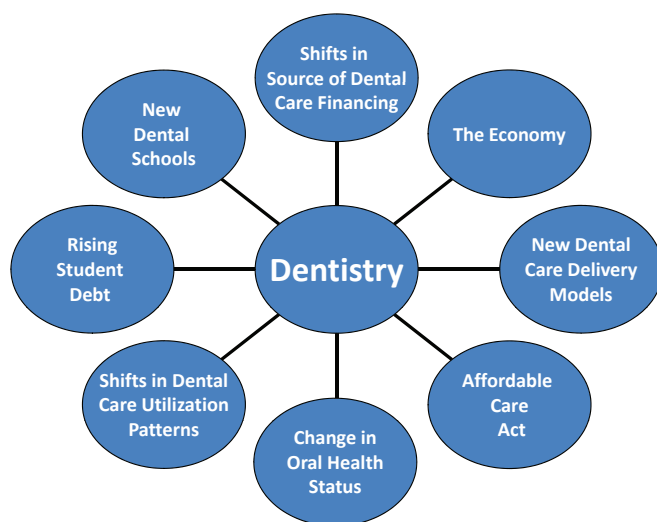 Shifts in
Source of Dental
Care Financing
The Economy
New Dental
Care Delivery
Models
Affordable
Care
Act
Change in
Oral Health
Status
Shifts in Dental
Care Utilization
Patterns
Rising
Student
Debt
New
Dental
Schools
Dentistry